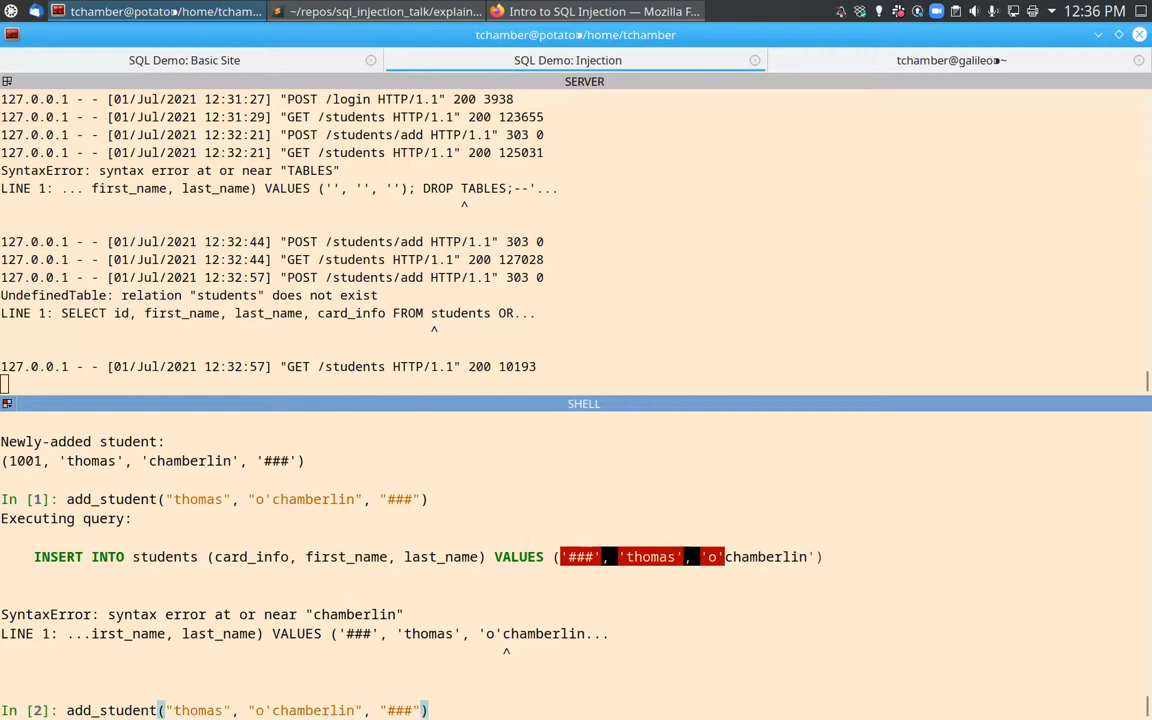 tchamber@potato:/home/tcham...
~/repos/sql_injection_talk/explain...
Intro to SQL Injection — Mozilla F...
12:36 PM
tchamber@potato:/home/tchamber
SQL Demo: Basic Site
SQL Demo: Injection
tchamber@galileo:~
SERVER
127.0.0.1 - - [01/Jul/2021 12:31:27] "POST /login HTTP/1.1" 200 3938
127.0.0.1 - - [01/Jul/2021 12:31:29] "GET /students HTTP/1.1" 200 123655
127.0.0.1 - - [01/Jul/2021 12:32:21] "POST /students/add HTTP/1.1" 303 0
127.0.0.1 - - [01/Jul/2021 12:32:21] "GET /students HTTP/1.1" 200 125031
SyntaxError: syntax error at or near "TABLES"
LINE 1: ... first_name, last_name) VALUES ('', '', ''); DROP TABLES;--'...
^
127.0.0.1 - - [01/Jul/2021 12:32:44] "POST /students/add HTTP/1.1" 303 0
127.0.0.1 - - [01/Jul/2021 12:32:44] "GET /students HTTP/1.1" 200 127028
127.0.0.1 - - [01/Jul/2021 12:32:57] "POST /students/add HTTP/1.1" 303 0
UndefinedTable: relation "students" does not exist
LINE 1: SELECT id, first_name, last_name, card_info FROM students OR...
^
127.0.0.1 - - [01/Jul/2021 12:32:57] "GET /students HTTP/1.1" 200 10193
SHELL
Newly-added student:
(1001, 'thomas', 'chamberlin', '###')
In [1]: add_student("thomas", "o'chamberlin", "###")
Executing query:
INSERT INTO students (card_info, first_name, last_name) VALUES ('###', 'thomas', 'o'chamberlin')
SyntaxError: syntax error at or near "chamberlin"
LINE 1: ...irst_name, last_name) VALUES ('###', 'thomas', 'o'chamberlin...
^
In [2]: add_student("thomas", "o'chamberlin", "###")